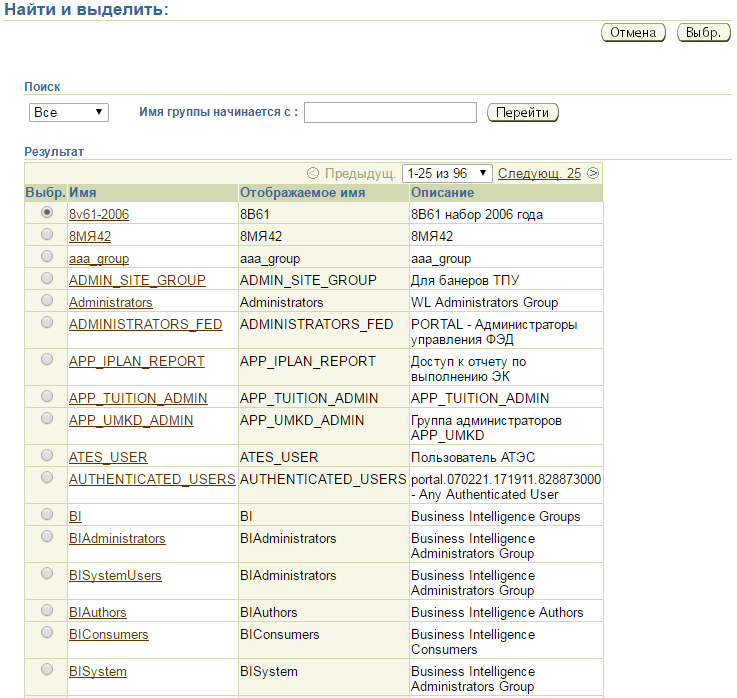 Найти и выделить:
Отмена Выбр.
Поиск
Все Имя группы начинается с : Перейти
Результат
Предыдущ. 1-25 из 96 Следующ. 25
Выбр. Имя Отображаемое имя Описание
8v61-2006 8В61 8В61 набор 2006 года
8МЯ42 8МЯ42 8МЯ42
aaa_group aaa_group aaa_group
ADMIN_SITE_GROUP ADMIN_SITE_GROUP Для банеров ТПУ
Administrators Administrators WL Administrators Group
ADMINISTRATORS_FED ADMINISTRATORS_FED PORTAL - Администраторы
управления ФЭД
APP_IPLAN_REPORT APP_IPLAN_REPORT Доступ к отчету по
выполнению ЭК
APP_TUITION_ADMIN APP_TUITION_ADMIN APP_TUITION_ADMIN
APP_UMKD_ADMIN APP_UMKD_ADMIN Группа администраторов
APP_UMKD
ATES_USER ATES_USER Пользователь АТЭС
AUTHENTICATED_USERS AUTHENTICATED_USERS portal.070221.171911.828873000
- Any Authenticated User
BI BI Business Intelligence Groups
BIAdministrators BIAdministrators Business Intelligence
Administrators Group
BISystemUsers BIAdministrators Business Intelligence
Administrators Group
BIAuthors BIAuthors Business Intelligence Authors
BIConsumers BIConsumers Business Intelligence
Consumers
BISystem BISystem Business Intelligence
Administrators Group